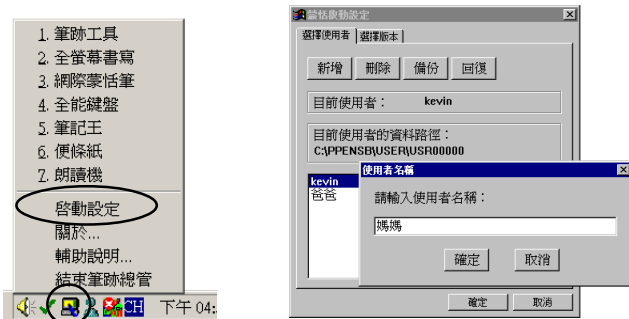 1. 筆跡工具
2. 全螢幕書寫
3. 網際蒙恬筆
4. 全能鍵盤
5. 筆記王
6. 便條紙
7. 朗讀機
啓動設定
關於...
輔助說明...
結束筆跡總管
CH 下午 04:
蒙恬啟動設定
選擇使用者 選擇版本
新增 刪除 備份 回復
目前使用者： kevin
目前使用者的資料路徑：
C:\PPENSB\USER\USR00000
kevin
爸爸
使用者名稱
請輸入使用者名稱：
媽媽
確定 取消
確定 取消